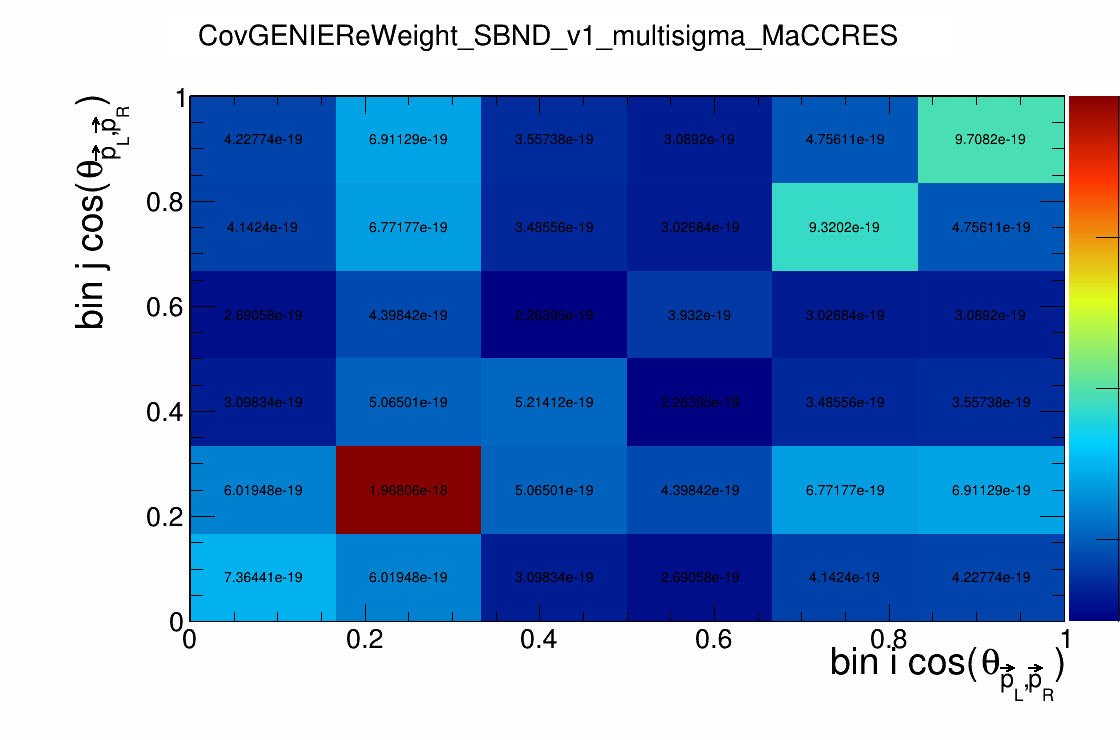 CovGENIEReWeight_SBND_v1_multisigma_MaCCRES
bin j cos(θ p⃗L,p⃗R)
1
0.8
0.6
0.4
0.2
0
4.22774e-19 6.91129e-19 3.55738e-19 3.0892e-19 4.75611e-19 9.7082e-19
4.1424e-19 6.77177e-19 3.48556e-19 3.02684e-19 9.3202e-19 4.75611e-19
2.69058e-19 4.39842e-19 2.26395e-19 3.932e-19 3.02684e-19 3.0892e-19
3.09834e-19 5.06501e-19 5.21412e-19 2.26395e-19 3.48556e-19 3.55738e-19
6.01948e-19 1.96806e-18 5.06501e-19 4.39842e-19 6.77177e-19 6.91129e-19
7.36441e-19 6.01948e-19 3.09834e-19 2.69058e-19 4.1424e-19 4.22774e-19
0 0.2 0.4 0.6 0.8 1
bin i cos(θ p⃗L,p⃗R)